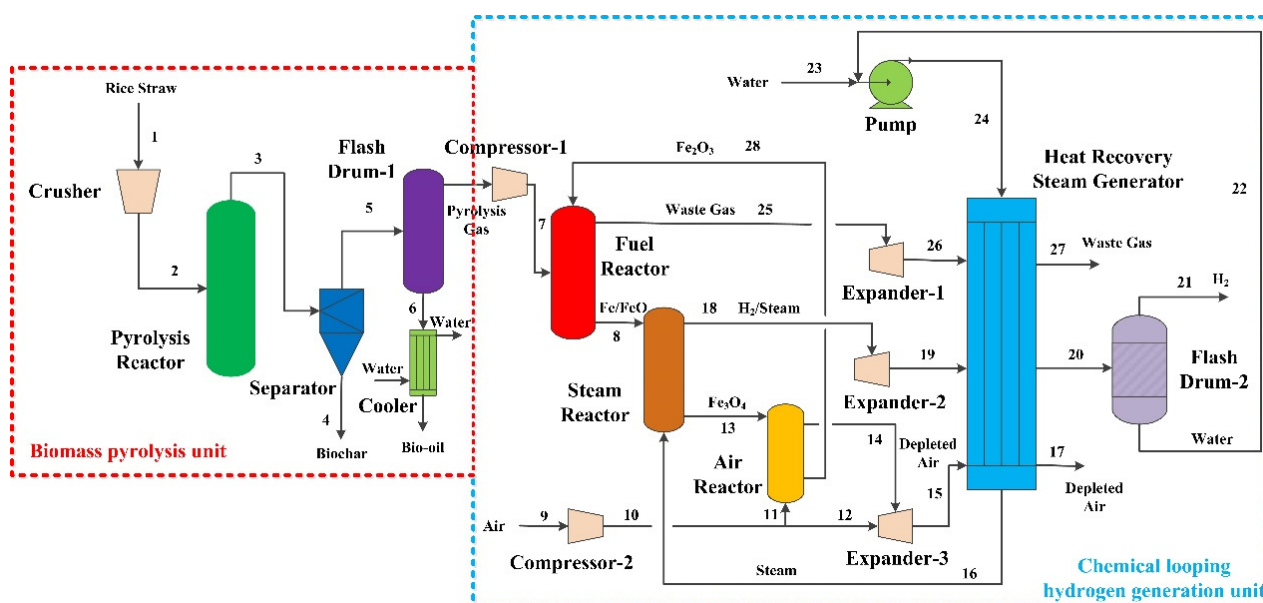 Rice Straw
1
Crusher
2
3
Pyrolysis
Reactor
Separator
4
Biochar
5
Flash
Drum-1
6
Water
Water
Cooler
Bio-oil
Biomass pyrolysis unit
Compressor-1
Pyrolysis
Gas
7
Fuel
Reactor
Fe2O3
28
Waste Gas
25
Expander-1
26
Fe/FeO
8
18
H2/Steam
Steam
Reactor
Expander-2
19
Fe3O4
13
14
Air
Reactor
Depleted
Air
15
Air
9
10
Compressor-2
11
12
Expander-3
Steam
16
Water
23
Pump
24
22
Heat Recovery
Steam Generator
27
Waste Gas
21
H2
20
Flash
Drum-2
Water
17
Depleted
Air
Chemical looping
hydrogen generation unit